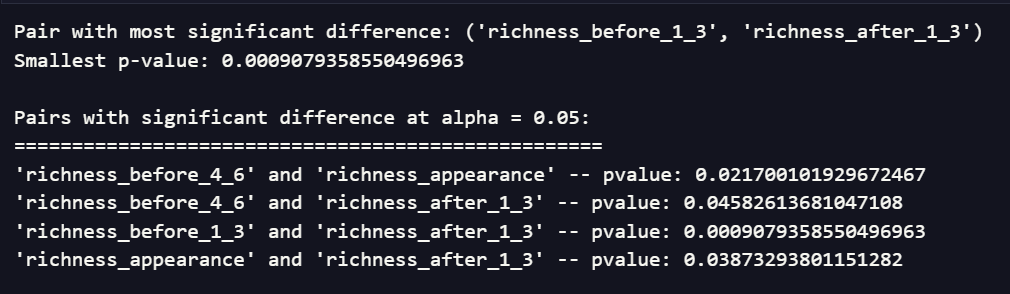 Pair with most significant difference: ('richness_before_1_3', 'richness_after_1_3')
Smallest p-value: 0.0009079358550496963
Pairs with significant difference at alpha = 0.05:
===================================================
'richness_before_4_6' and 'richness_appearance' -- pvalue: 0.021700101929672467
'richness_before_4_6' and 'richness_after_1_3' -- pvalue: 0.04582613681047108
'richness_before_1_3' and 'richness_after_1_3' -- pvalue: 0.0009079358550496963
'richness_appearance' and 'richness_after_1_3' -- pvalue: 0.03873293801151282